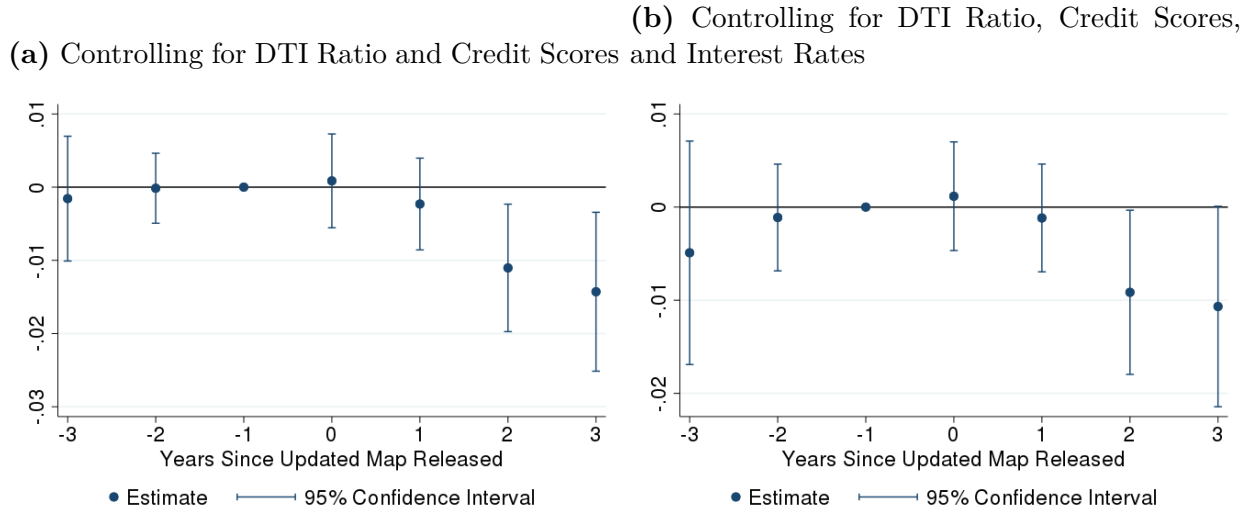 (a) Controlling for DTI Ratio and Credit Scores
(b) Controlling for DTI Ratio, Credit Scores,
and Interest Rates
.01
0
-.01
-.02
-.03
-3 -2 -1 0 1 2 3
Years Since Updated Map Released
Estimate 95% Confidence Interval
.01
0
-.01
-.02
-3 -2 -1 0 1 2 3
Years Since Updated Map Released
Estimate 95% Confidence Interval